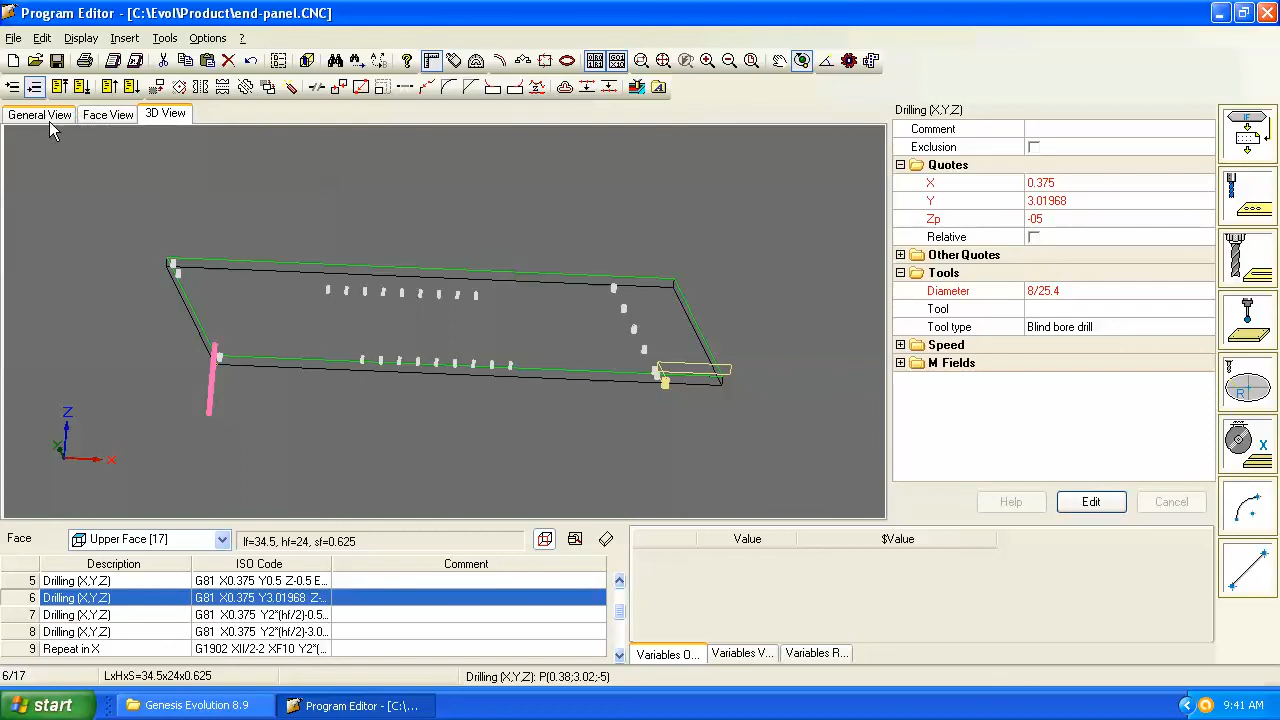 Program Editor - [C:\Evol\Product\end-panel.CNC]
File Edit Display Insert Tools Options ?
General View Face View 3D View
Drilling (X,Y,Z)
Comment
Exclusion
Quotes
X 0.375
Y 3.01968
Zp -05
Relative
Other Quotes
Tools
Diameter 8/25.4
Tool
Tool type Blind bore drill
Speed
M Fields
Z
X
Help Edit Cancel
Face Upper Face [17] lf=34.5, hf=24, sf=0.625
Description ISO Code Comment
5 Drilling (X,Y,Z) G81 X0.375 Y0.5 Z-0.5 E...
6 Drilling (X,Y,Z) G81 X0.375 Y3.01968 Z-...
7 Drilling (X,Y,Z) G81 X0.375 Y2*(hf/2)-0.5...
8 Drilling (X,Y,Z) G81 X0.375 Y2*(hf/2)-3.0...
9 Repeat in X G1902 XII/2-2 XF10 Y2*(...
Value $Value
Variables O... Variables V... Variables R...
6/17 LxHxS=34.5x24x0.625 Drilling (X,Y,Z): P(0.38;3.02;-5)
start Genesis Evolution 8.9 Program Editor - [C:\... 9:41 AM